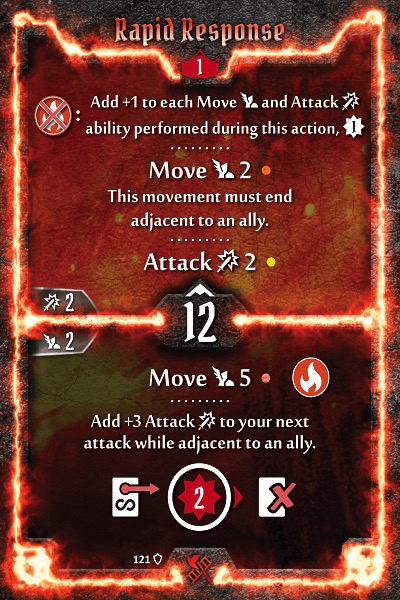 Rapid Response
1
: Add +1 to each Move and Attack
ability performed during this action, 1
Move 2
This movement must end
adjacent to an ally.
Attack 2
2
12
2
Move 5
Add +3 Attack to your next
attack while adjacent to an ally.
S 2
121